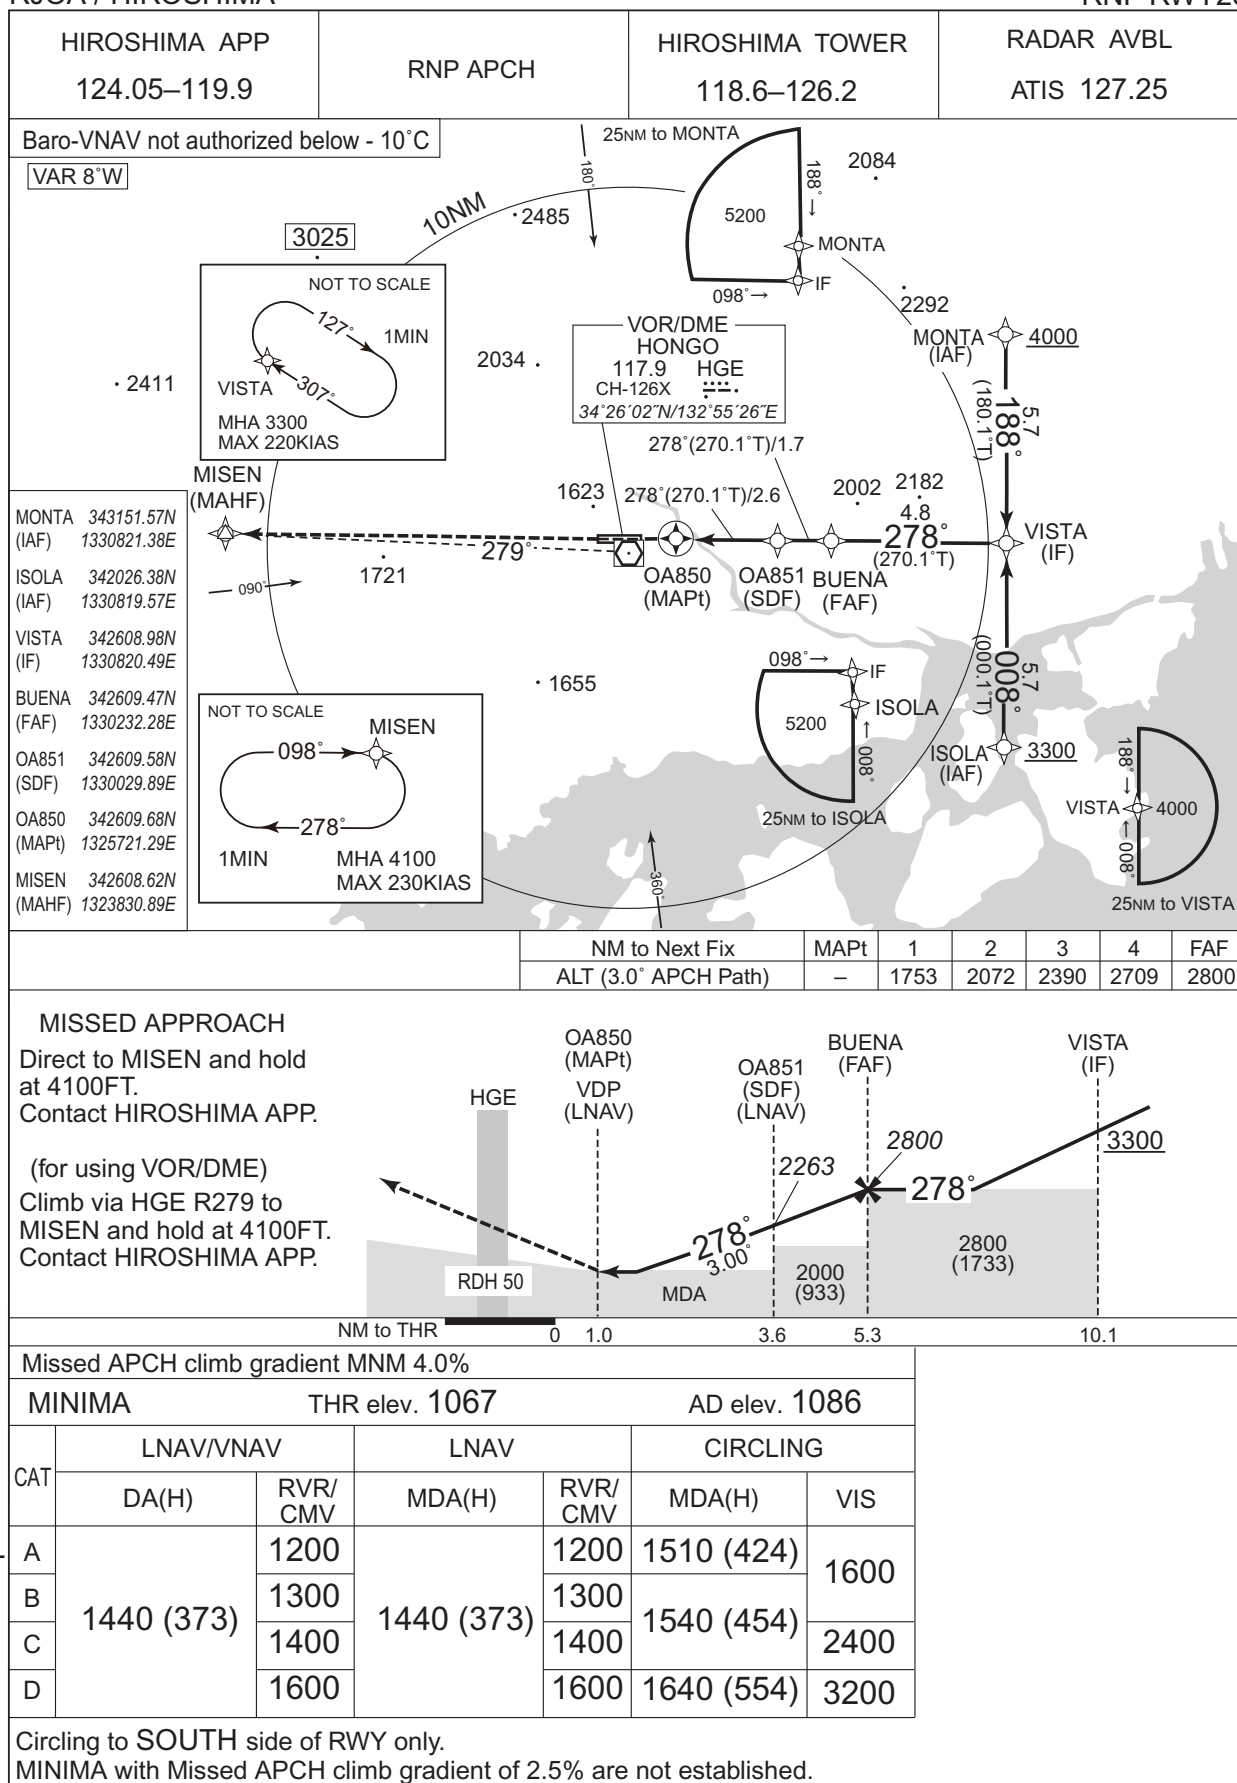 HIROSHIMA APP
124.05–119.9
RNP APCH
HIROSHIMA TOWER
118.6–126.2
RADAR AVBL
ATIS 127.25
Baro-VNAV not authorized below - 10˚C
VAR 8˚W
180˚
25NM to MONTA
188˚ →
5200
MONTA
IF
098˚→
2084
10NM
2485
3025
NOT TO SCALE
127˚
1MIN
VISTA
307˚
MHA 3300
MAX 220KIAS
2411
2034
VOR/DME
HONGO
117.9 HGE
CH-126X
34˚26´02˝N/132˚55´26˝E
2292
MONTA
(IAF)
4000
5.7
188˚
(180.1˚T)
278˚(270.1˚T)/1.7
MISEN
(MAHF)
1623
278˚(270.1˚T)/2.6
2002
2182
4.8
278˚
(270.1˚T)
VISTA
(IF)
279˚
1721
090˚
OA850
(MAPt)
OA851
(SDF)
BUENA
(FAF)
MONTA 343151.57N
(IAF) 1330821.38E
ISOLA 342026.38N
(IAF) 1330819.57E
VISTA 342608.98N
(IF) 1330820.49E
BUENA 342609.47N
(FAF) 1330232.28E
OA851 342609.58N
(SDF) 1330029.89E
OA850 342609.68N
(MAPt) 1325721.29E
MISEN 342608.62N
(MAHF) 1323830.89E
1655
098˚→
IF
5200
ISOLA
008˚ →
25NM to ISOLA
5.7
008˚
(000.1˚T)
ISOLA
(IAF)
3300
NOT TO SCALE
MISEN
098˚
278˚
1MIN
MHA 4100
MAX 230KIAS
360˚
188˚ →
VISTA
4000
008˚ →
25NM to VISTA
NM to Next Fix MAPt 1 2 3 4 FAF
ALT (3.0˚ APCH Path) – 1753 2072 2390 2709 2800
MISSED APPROACH
Direct to MISEN and hold
at 4100FT.
Contact HIROSHIMA APP.
(for using VOR/DME)
Climb via HGE R279 to
MISEN and hold at 4100FT.
Contact HIROSHIMA APP.
HGE
OA850
(MAPt)
VDP
(LNAV)
OA851
(SDF)
(LNAV)
BUENA
(FAF)
VISTA
(IF)
2263
2800
3300
278˚
278˚
3.00˚
RDH 50
MDA
2000
(933)
2800
(1733)
NM to THR 0 1.0 3.6 5.3 10.1
Missed APCH climb gradient MNM 4.0%
MINIMA THR elev. 1067 AD elev. 1086
CAT LNAV/VNAV LNAV CIRCLING
DA(H) RVR/CMV MDA(H) RVR/CMV MDA(H) VIS
A 1440 (373) 1200 1440 (373) 1200 1510 (424) 1600
B 1300 1300 1540 (454)
C 1400 1400 2400
D 1600 1600 1640 (554) 3200
Circling to SOUTH side of RWY only.
MINIMA with Missed APCH climb gradient of 2.5% are not established.